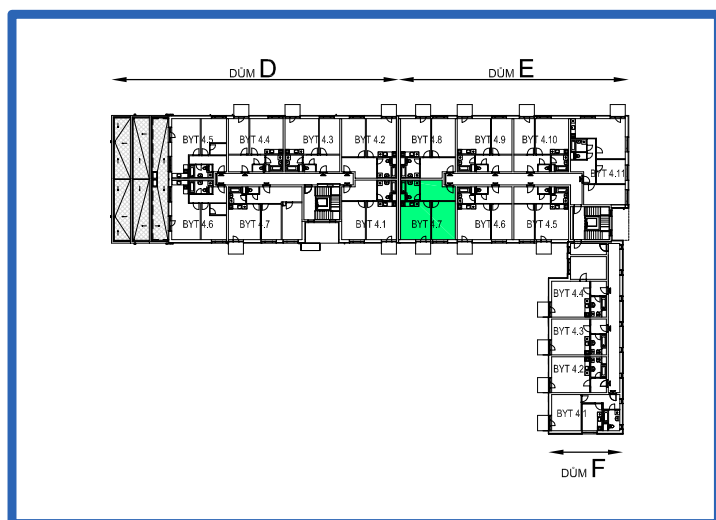 DŮM D DŮM E
BYT 4.5 BYT 4.4 BYT 4.3 BYT 4.2 BYT 4.8 BYT 4.9 BYT 4.10
BYT 4.11
BYT 4.6 BYT 4.7 BYT 4.1 BYT 4.7 BYT 4.6 BYT 4.5
BYT 4.4
BYT 4.3
BYT 4.2
BYT 4.1
DŮM F